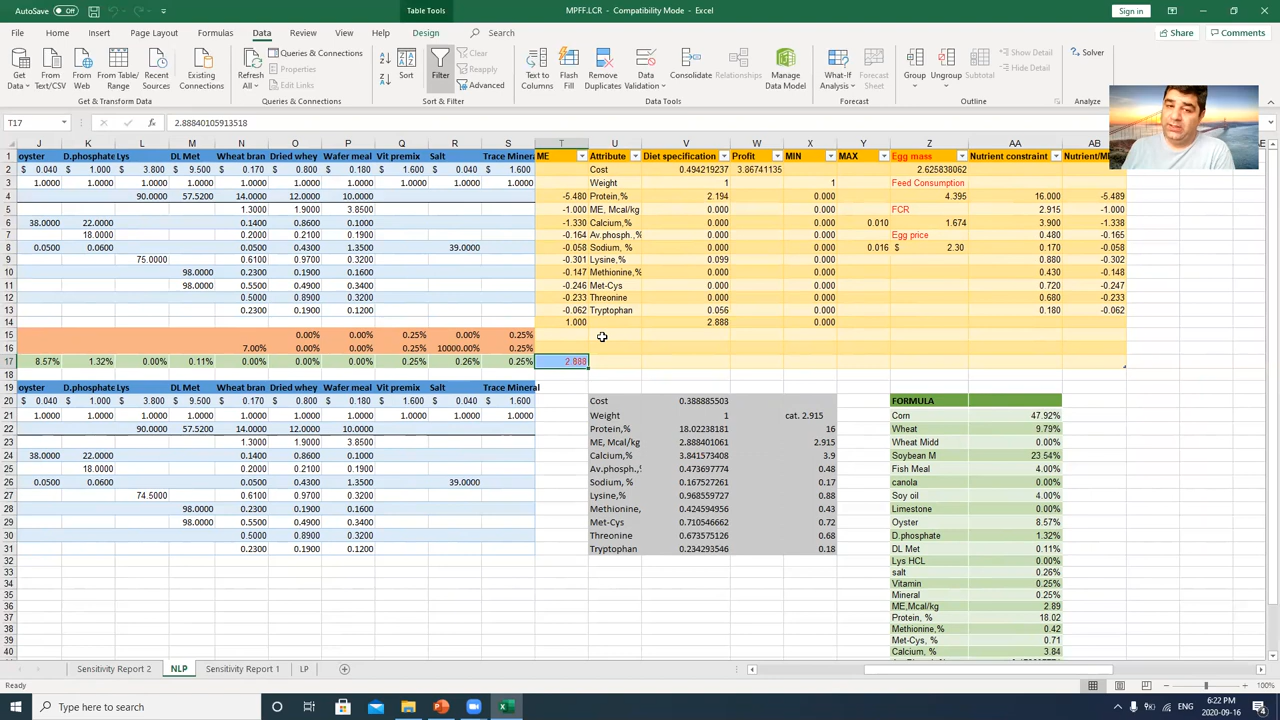 AutoSave Off Table Tools MPFF.LCR - Compatibility Mode - Excel Sign in
File Home Insert Page Layout Formulas Data Review View Help Design Search Share Comments
Get Data From Text/CSV From Web From Table/ Range Recent Sources Existing Connections Refresh All Queries & Connections Properties Edit Links Sort Filter Clear Reapply Advanced Text to Columns Flash Fill Remove Duplicates Data Validation Consolidate Relationships Manage Data Model What-If Analysis Forecast Sheet Group Ungroup Subtotal Show Detail Hide Detail Solver
Get & Transform Data Queries & Connections Sort & Filter Data Tools Forecast Outline Analyze
T17 fx 2.88840105913518
J K L M N O P Q R S T U V W X Y Z AA AB AC AD AE
1 oyster D.phosphate Lys DL Met Wheat bran Dried whey Wafer meal Vit premix Salt Trace Mineral ME Attribute Diet specification Profit MIN MAX Egg mass Nutrient constraint Nutrient/M
2 $ 0.040 $ 1.000 $ 3.800 $ 9.500 $ 0.170 $ 0.800 $ 0.180 $ 1.600 $ 0.040 $ 1.600 Cost 0.494219237 3.86741135 2.625838062
3 1.0000 1.0000 1.0000 1.0000 1.0000 1.0000 1.0000 1.0000 1.0000 1.0000 Weight 1 1 Feed Consumption
4 90.0000 57.5200 14.0000 12.0000 10.0000 -5.480 Protein,% 2.194 0.000 4.395 16.000 -5.489
5 1.3000 1.9000 3.8500 -1.000 ME, Mcal/kg 0.000 0.000 FCR 2.915 -1.000
6 38.0000 22.0000 0.1400 0.8600 0.1000 -1.330 Calcium,% 0.000 0.000 0.010 1.674 3.900 -1.338
7 18.0000 0.2000 0.2100 0.1900 -0.164 Av.phosph.,% 0.000 0.000 Egg price 0.480 -0.165
8 0.0500 0.0600 0.0500 0.4300 1.3500 39.0000 -0.058 Sodium, % 0.000 0.000 0.016 $ 2.30 0.170 -0.058
9 75.0000 0.6100 0.9700 0.3200 -0.301 Lysine,% 0.099 0.000 0.880 -0.302
10 98.0000 0.2300 0.1900 0.1600 -0.147 Methionine,% 0.000 0.000 0.430 -0.148
11 98.0000 0.5500 0.4900 0.3400 -0.246 Met-Cys 0.000 0.000 0.720 -0.247
12 0.5000 0.8900 0.3200 -0.233 Threonine 0.000 0.000 0.680 -0.233
13 0.2300 0.1900 0.1200 -0.062 Tryptophan 0.056 0.000 0.180 -0.062
14 1.000 2.888 0.000
15 0.00% 0.00% 0.25% 0.00% 0.25%
16 7.00% 0.00% 0.00% 0.25% 10000.00% 0.25%
17 8.57% 1.32% 0.00% 0.11% 0.00% 0.00% 0.00% 0.25% 0.26% 0.25% 2.888
18
19 oyster D.phosphate Lys DL Met Wheat bran Dried whey Wafer meal Vit premix Salt Trace Mineral
20 $ 0.040 $ 1.000 $ 3.800 $ 9.500 $ 0.170 $ 0.800 $ 0.180 $ 1.600 $ 0.040 $ 1.600 Cost 0.388885503 FORMULA
21 1.0000 1.0000 1.0000 1.0000 1.0000 1.0000 1.0000 1.0000 1.0000 1.0000 Weight 1 cat. 2.915 Corn 47.92%
22 90.0000 57.5200 14.0000 12.0000 10.0000 Protein,% 18.02238181 16 Wheat 9.79%
23 1.3000 1.9000 3.8500 ME, Mcal/kg 2.888401061 2.915 Wheat Midd 0.00%
24 38.0000 22.0000 0.1400 0.8600 0.1000 Calcium,% 3.841573408 3.9 Soybean M 23.54%
25 18.0000 0.2000 0.2100 0.1900 Av.phosph.,% 0.473697774 0.48 Fish Meal 4.00%
26 0.0500 0.0600 0.0500 0.4300 1.3500 39.0000 Sodium, % 0.167527261 0.17 canola 0.00%
27 74.5000 0.6100 0.9700 0.3200 Lysine,% 0.968559727 0.88 Soy oil 4.00%
28 98.0000 0.2300 0.1900 0.1600 Methionine, 0.424594956 0.43 Limestone 0.00%
29 98.0000 0.5500 0.4900 0.3400 Met-Cys 0.710546662 0.72 Oyster 8.57%
30 0.5000 0.8900 0.3200 Threonine 0.673575126 0.68 D.phosphate 1.32%
31 0.2300 0.1900 0.1200 Tryptophan 0.234293546 0.18 DL Met 0.11%
32 Lys HCL 0.00%
33 salt 0.26%
34 Vitamin 0.25%
35 Mineral 0.25%
36 ME,Mcal/kg 2.89
37 Protein, % 18.02
38 Methionine,% 0.42
39 Met-Cys, % 0.71
40 Calcium, % 3.84
Sensitivity Report 2 NLP Sensitivity Report 1 LP
Ready 100%
Type here to search ENG 6:22 PM 2020-09-16